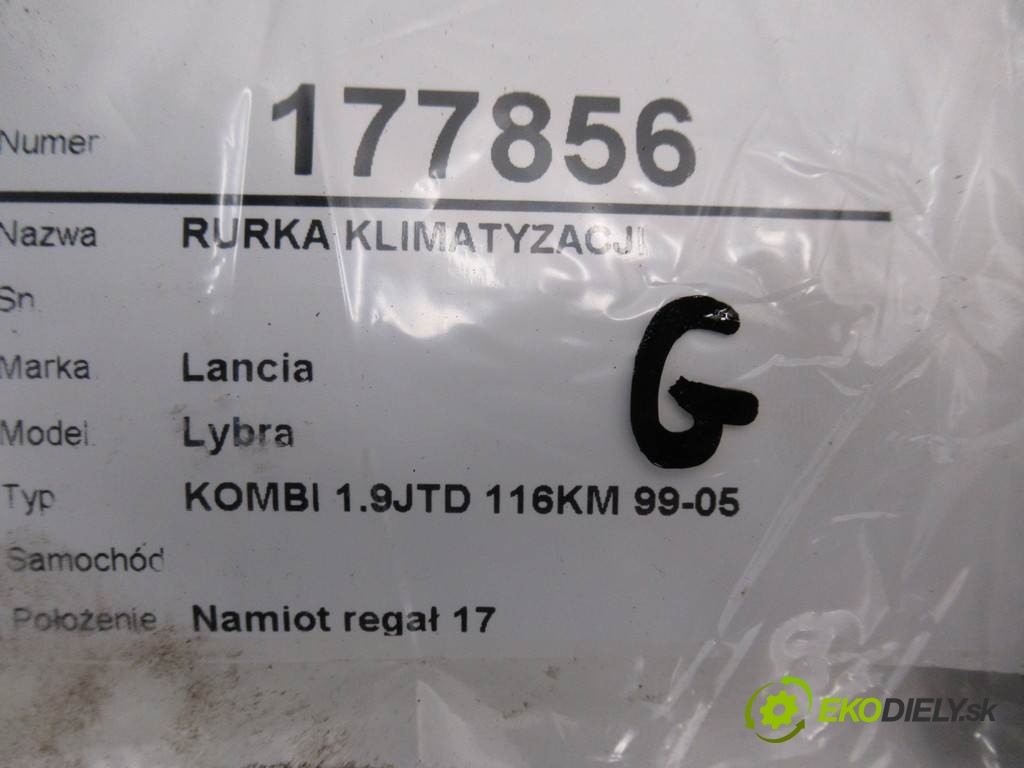 Numer 177856
Nazwa RURKA KLIMATYZACJI
Sn
Marka Lancia
G
Model Lybra
Typ KOMBI 1.9JTD 116KM 99-05
Samochód
Położenie Namiot regał 17
EKODIELY.sk